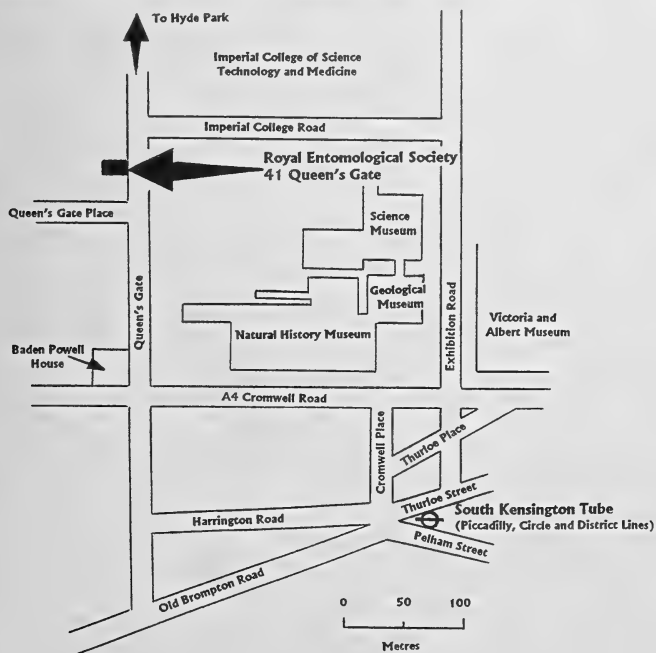 To Hyde Park
Imperial College of Science
Technology and Medicine
Imperial College Road
Royal Entomological Society
41 Queen's Gate
Queen's Gate Place
Science
Museum
Queen's Gate
Geological
Museum
Exhibition Road
Natural History Museum
Victoria and
Albert Museum
Baden Powell
House
A4 Cromwell Road
Cromwell Place
Thurloe Place
Thurloe Street
South Kensington Tube
(Piccadilly, Circle and District Lines)
Harrington Road
Pelham Street
Old Brompton Road
0 50 100
Metres